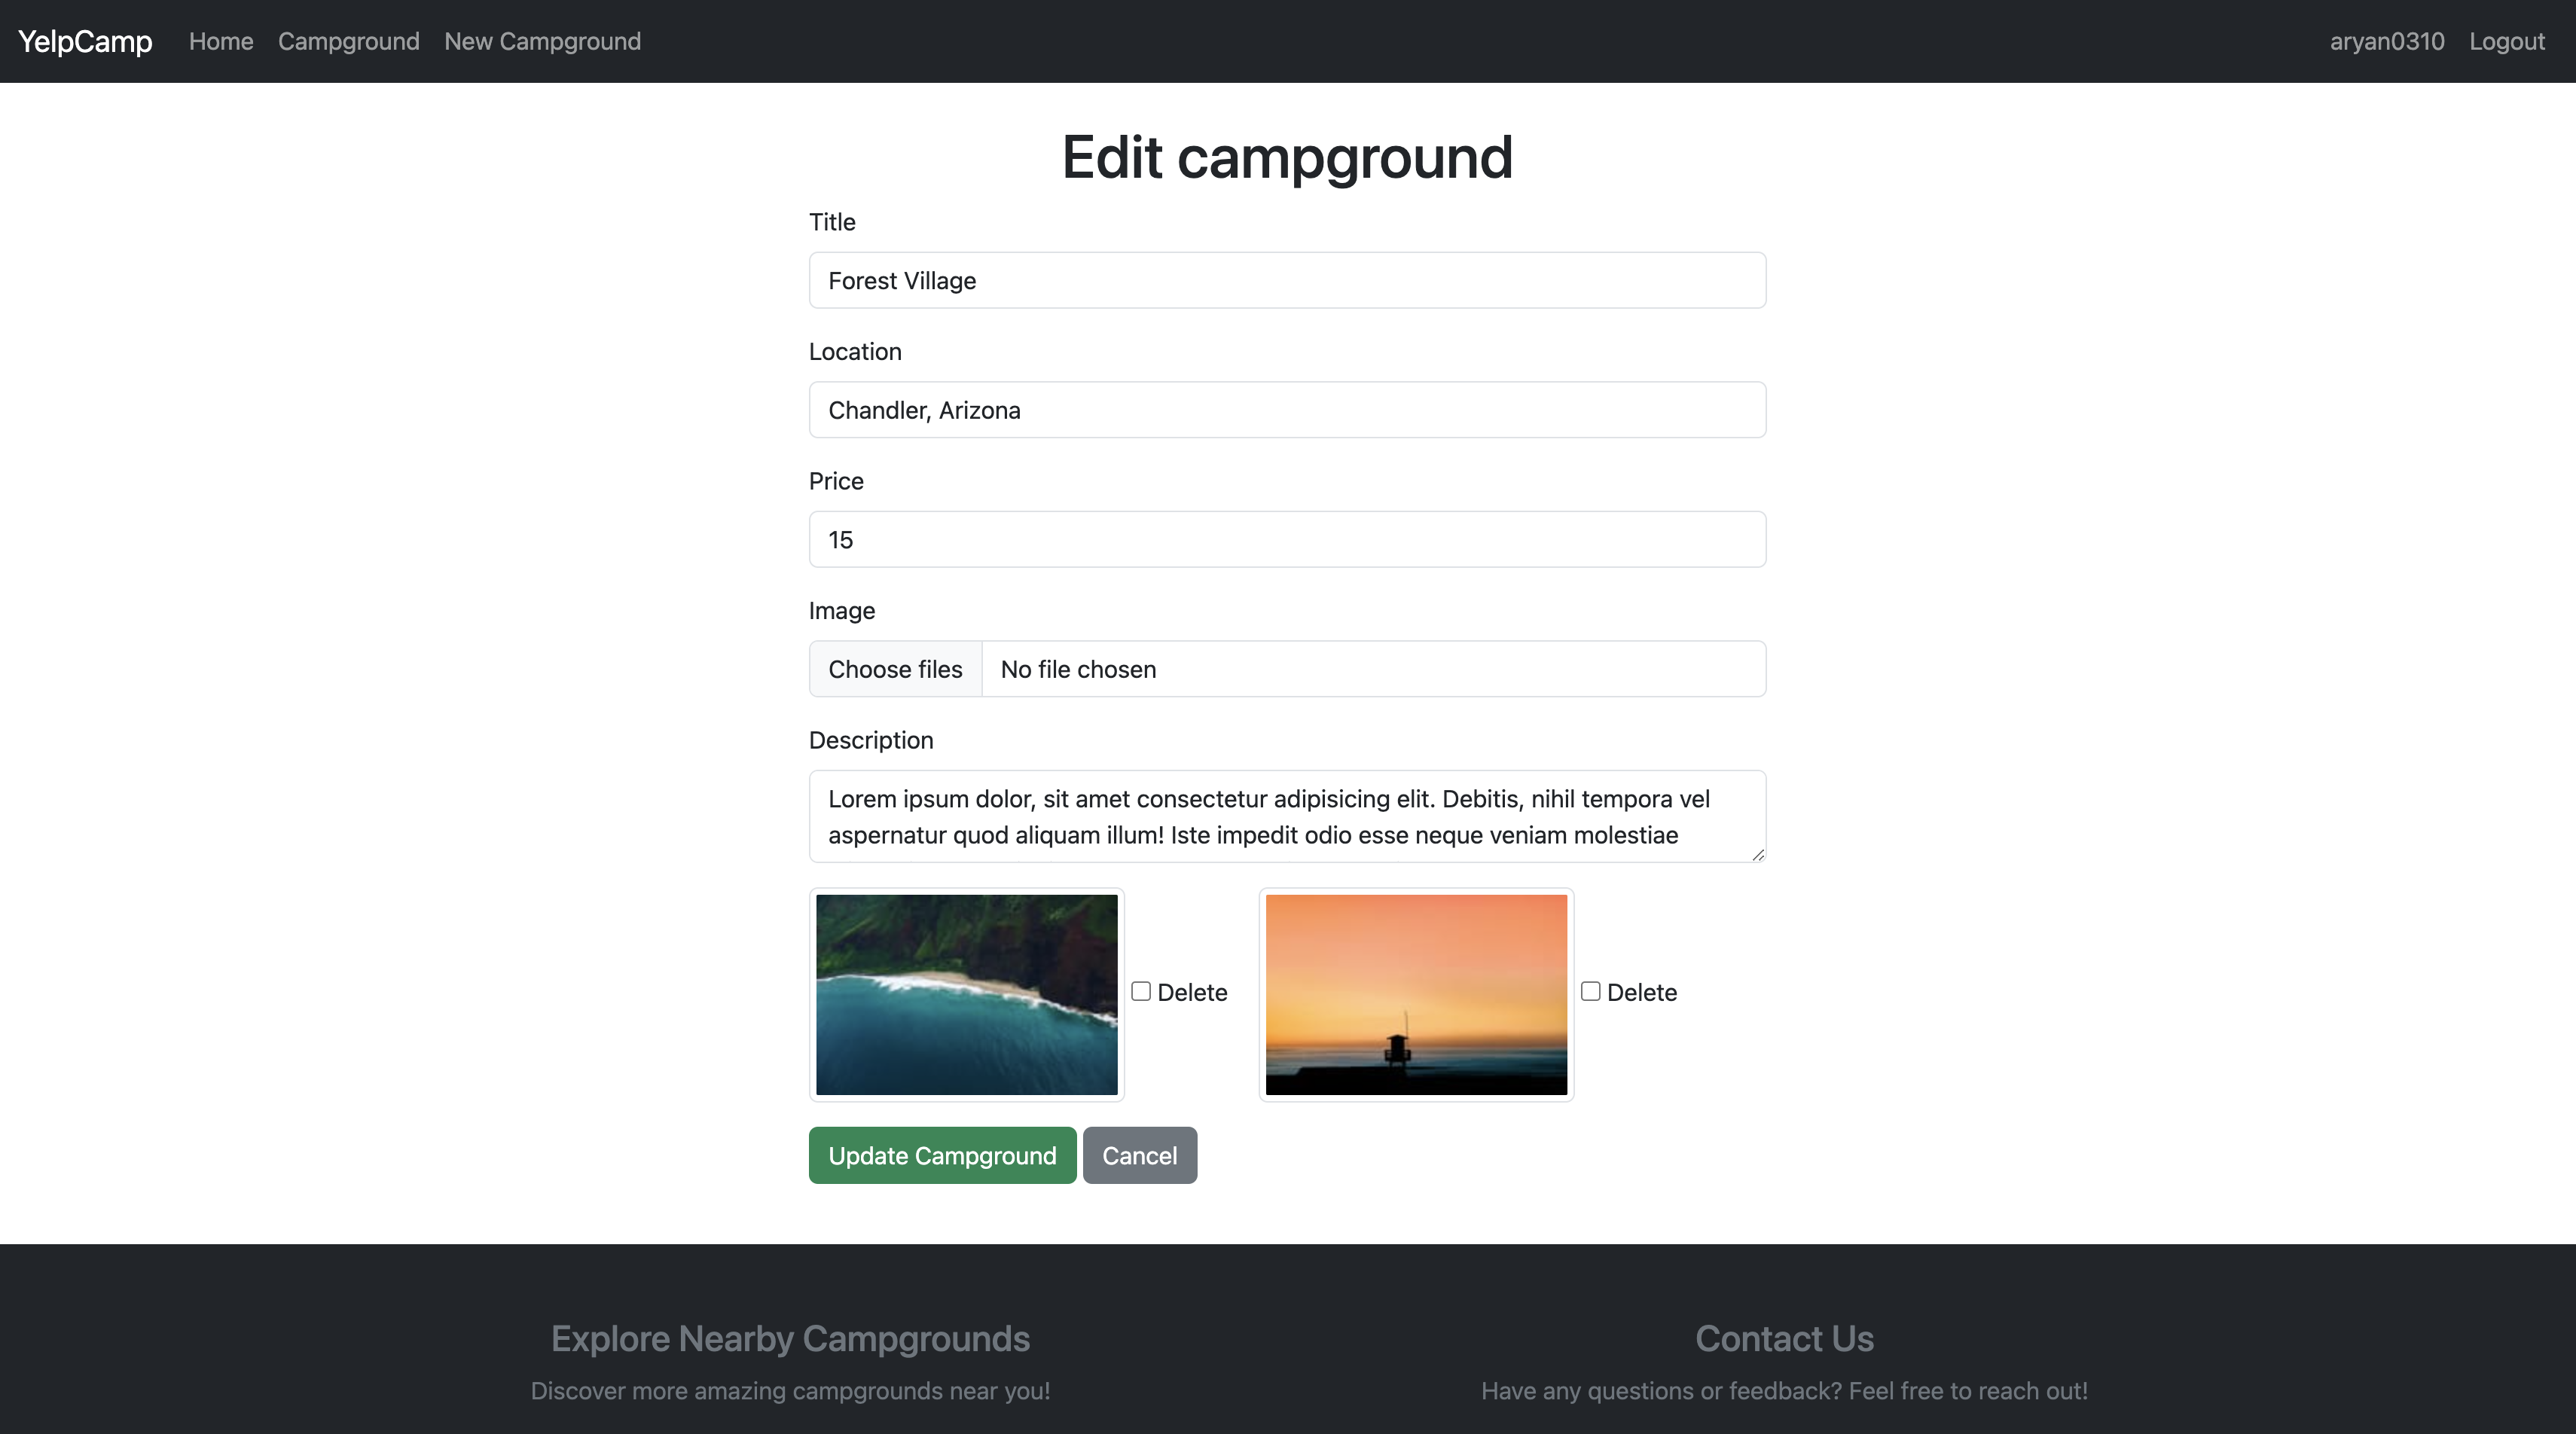 YelpCamp Home Campground New Campground aryan0310 Logout
Edit campground
Title
Forest Village
Location
Chandler, Arizona
Price
15
Image
Choose files No file chosen
Description
Lorem ipsum dolor, sit amet consectetur adipisicing elit. Debitis, nihil tempora vel
aspernatur quod aliquam illum! Iste impedit odio esse neque veniam molestiae
Delete Delete
Update Campground Cancel
Explore Nearby Campgrounds Contact Us
Discover more amazing campgrounds near you! Have any questions or feedback? Feel free to reach out!